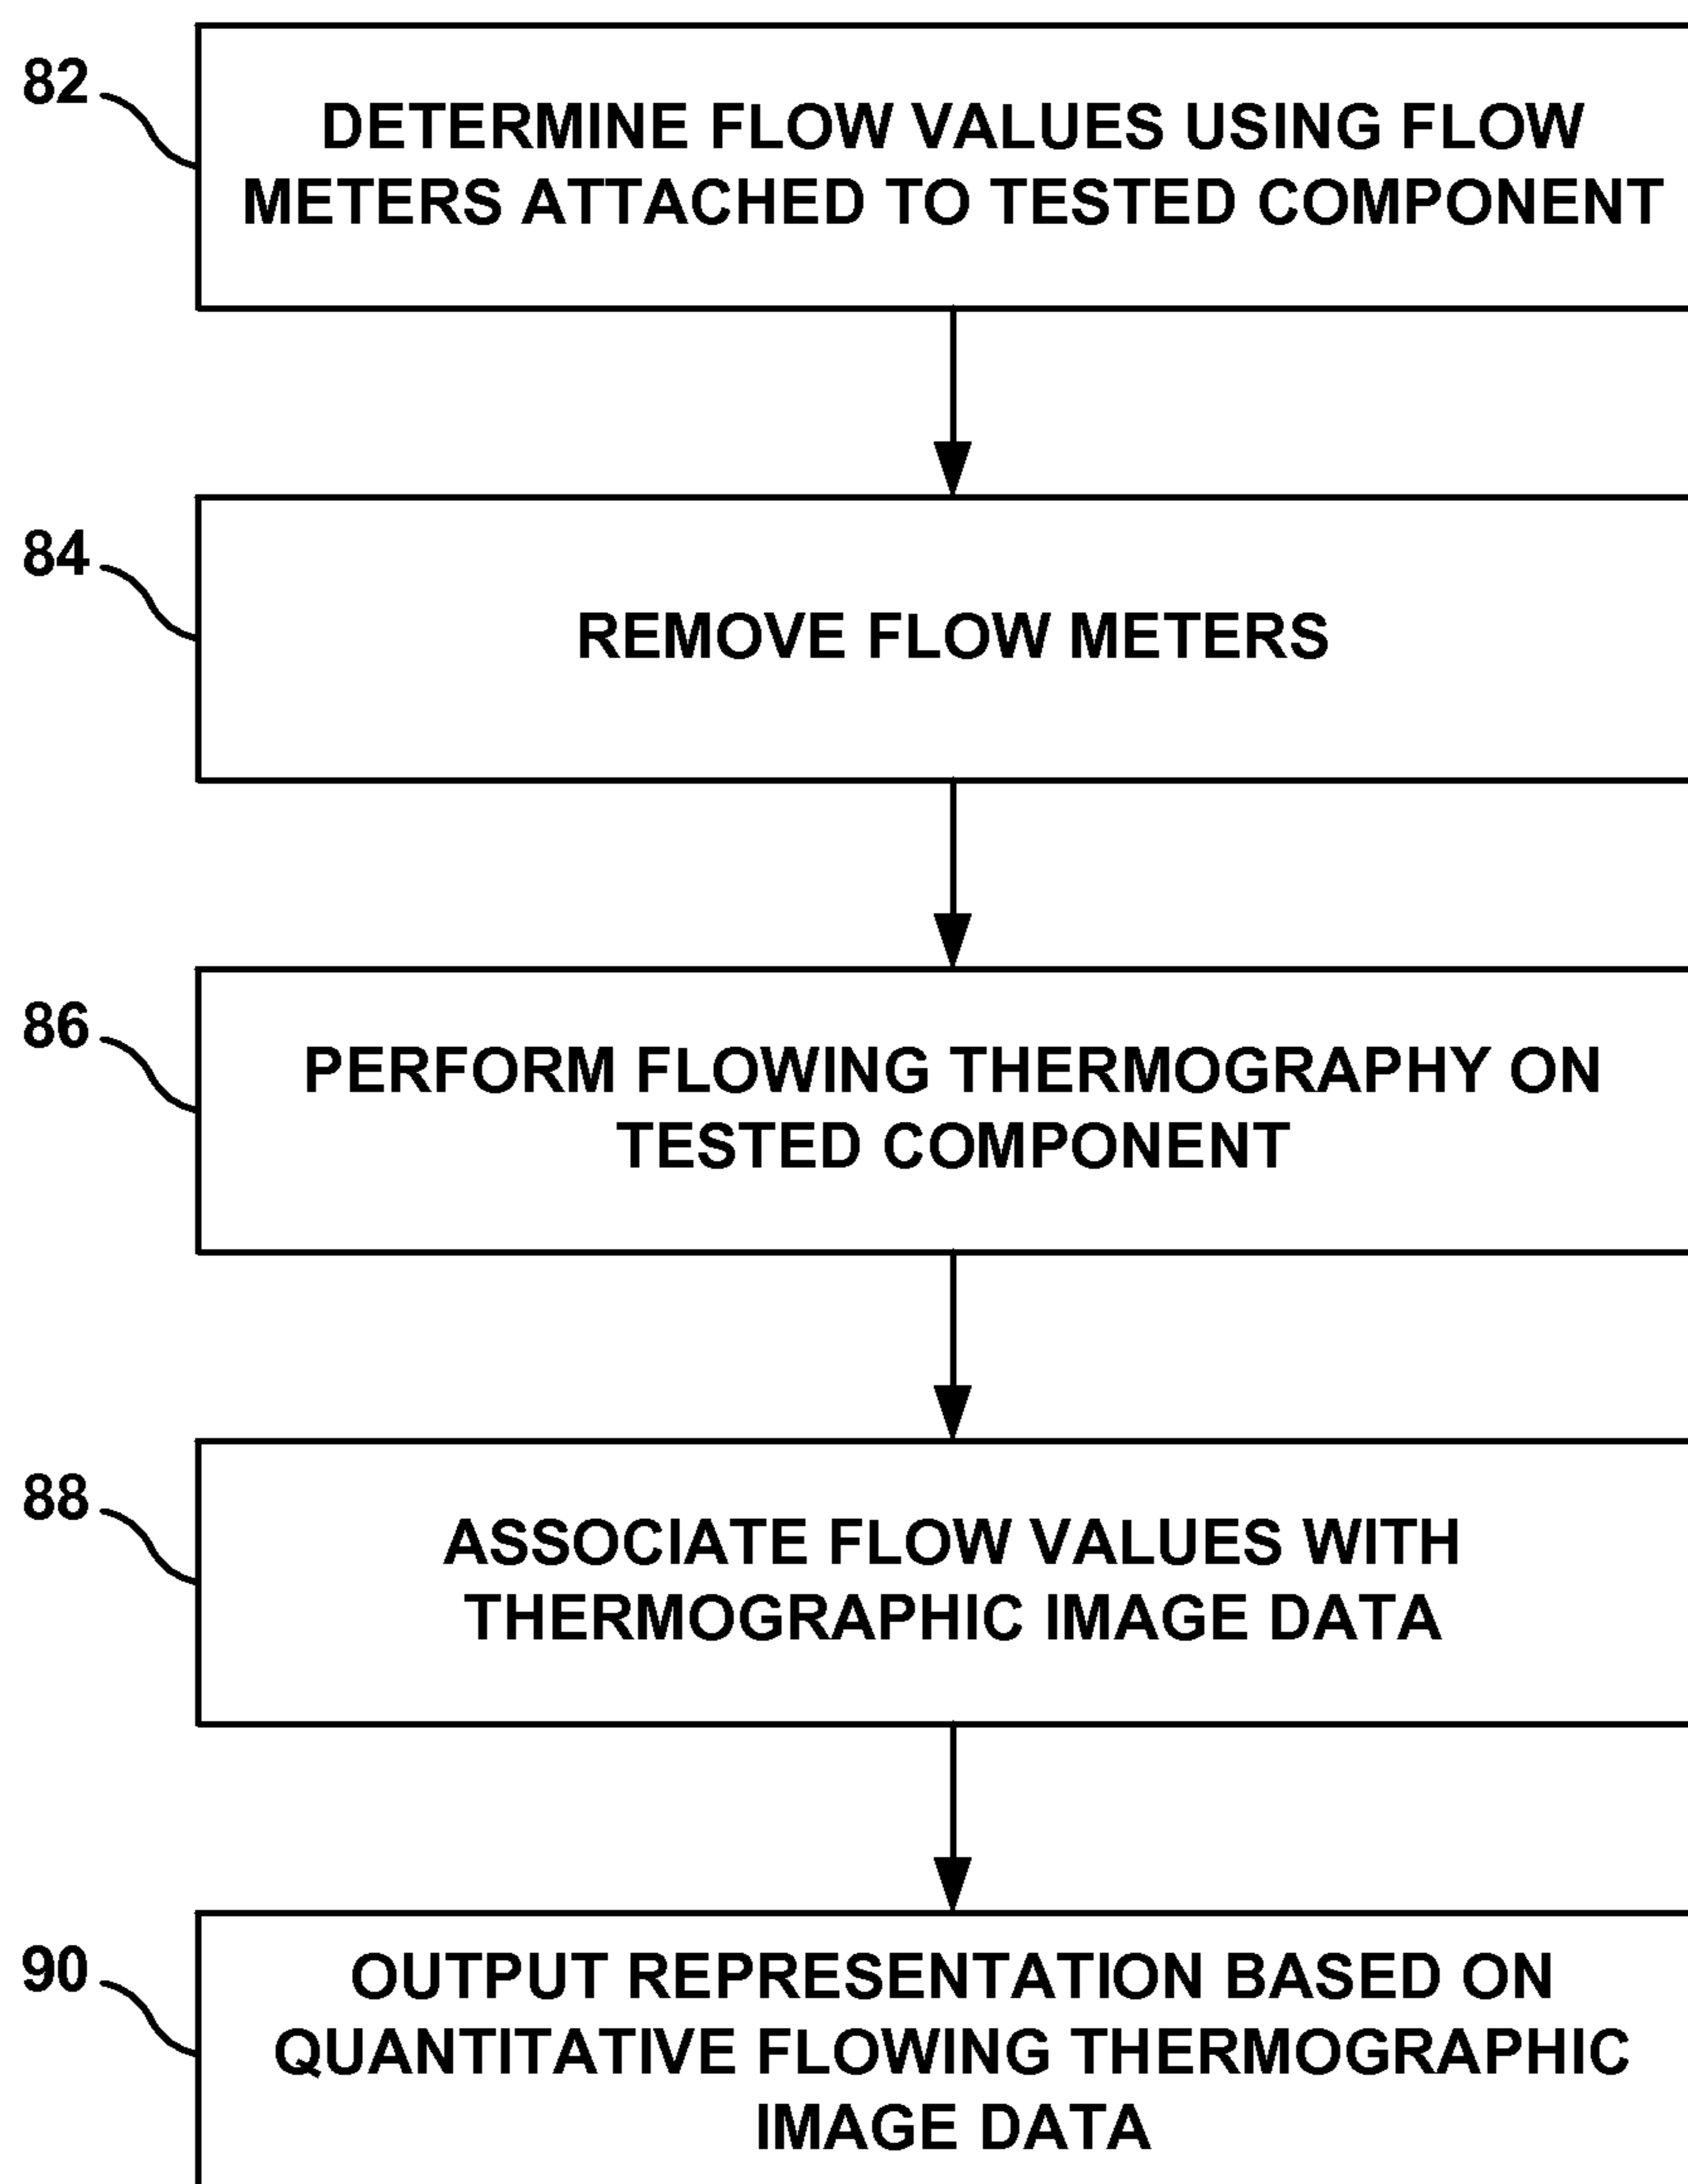 82
DETERMINE FLOW VALUES USING FLOW
METERS ATTACHED TO TESTED COMPONENT
84
REMOVE FLOW METERS
86
PERFORM FLOWING THERMOGRAPHY ON
TESTED COMPONENT
88
ASSOCIATE FLOW VALUES WITH
THERMOGRAPHIC IMAGE DATA
90
OUTPUT REPRESENTATION BASED ON
QUANTITATIVE FLOWING THERMOGRAPHIC
IMAGE DATA